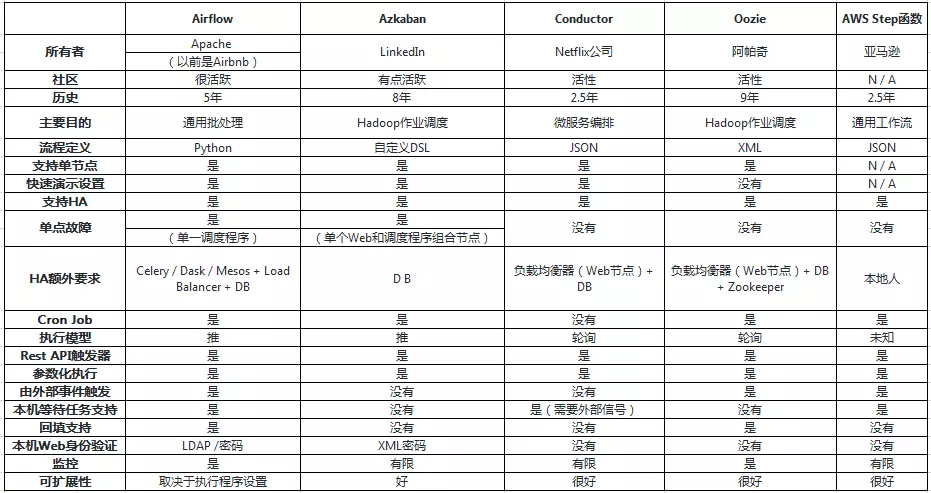 Airflow Azkaban Conductor Oozie AWS Step函数
所有者 Apache （以前是Airbnb） LinkedIn Netflix公司 阿帕奇 亚马逊
社区 很活跃 有点活跃 活性 活性 N / A
历史 5年 8年 2.5年 9年 2.5年
主要目的 通用批处理 Hadoop作业调度 微服务编排 Hadoop作业调度 通用工作流
流程定义 Python 自定义DSL JSON XML JSON
支持单节点 是 是 是 是 N / A
快速演示设置 是 是 是 没有 N / A
支持HA 是 是 是 是 是
单点故障 是 （单一调度程序） 是 （单个Web和调度程序组合节点） 没有 没有 没有
HA额外要求 Celery / Dask / Mesos + Load Balancer + DB D B 负载均衡器（Web节点）+ DB 负载均衡器（Web节点）+ DB + Zookeeper 本地人
Cron Job 是 是 没有 是 是
执行模型 推 推 轮询 轮询 未知
Rest API触发器 是 是 是 是 是
参数化执行 是 是 是 是 是
由外部事件触发 是 没有 没有 是 是
本机等待任务支持 是 没有 是（需要外部信号） 没有 是
回填支持 是 没有 没有 没有 没有
本机Web身份验证 LDAP /密码 XML密码 没有 没有 没有
监控 是 有限 有限 是 有限
可扩展性 取决于执行程序设置 好 很好 很好 很好